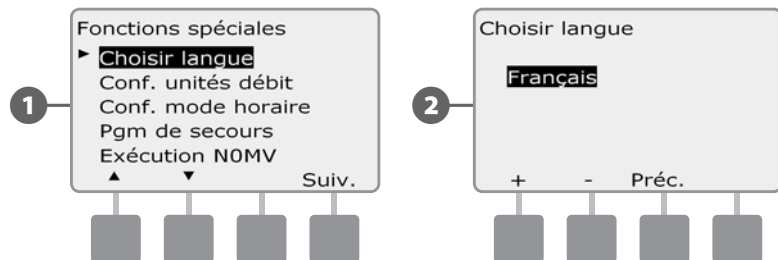 1
Fonctions spéciales
► Choisir langue
Conf. unités débit
Conf. mode horaire
Pgm de secours
Exécution N0MV
▲ ▼ Suiv.
2
Choisir langue
Français
+ - Préc.